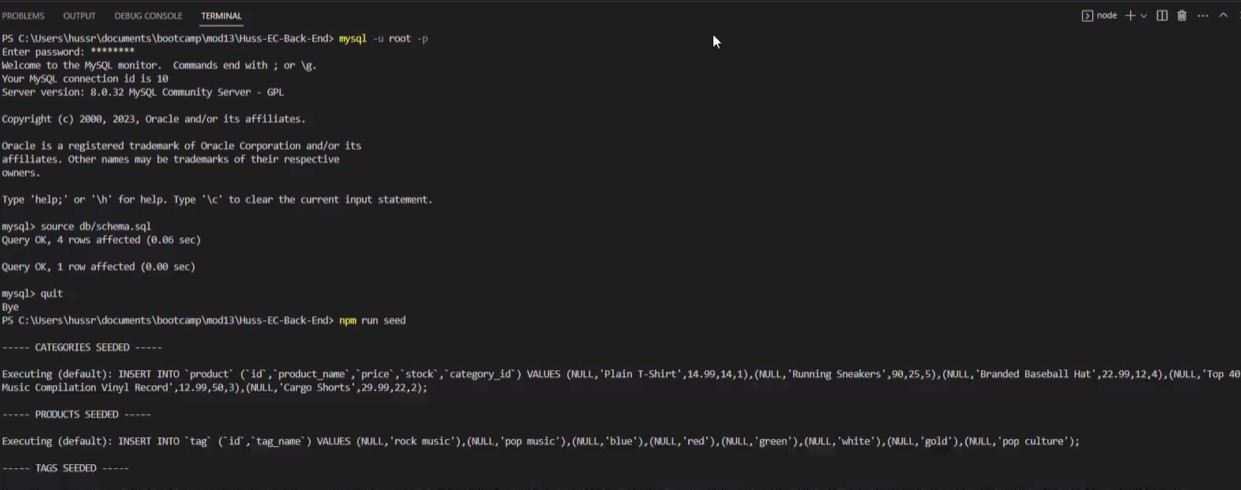 PROBLEMS OUTPUT DEBUG CONSOLE TERMINAL node
PS C:\Users\hussr\documents\bootcamp\mod13\Huss-EC-Back-End> mysql -u root -p
Enter password: ********
Welcome to the MySQL monitor.  Commands end with ; or \g.
Your MySQL connection id is 10
Server version: 8.0.32 MySQL Community Server - GPL
Copyright (c) 2000, 2023, Oracle and/or its affiliates.
Oracle is a registered trademark of Oracle Corporation and/or its
affiliates. Other names may be trademarks of their respective
owners.
Type 'help;' or '\h' for help. Type '\c' to clear the current input statement.
mysql> source db/schema.sql
Query OK, 4 rows affected (0.06 sec)
Query OK, 1 row affected (0.00 sec)
mysql> quit
Bye
PS C:\Users\hussr\documents\bootcamp\mod13\Huss-EC-Back-End> npm run seed
----- CATEGORIES SEEDED -----
Executing (default): INSERT INTO `product` (`id`,`product_name`,`price`,`stock`,`category_id`) VALUES (NULL,'Plain T-Shirt',14.99,14,1),(NULL,'Running Sneakers',90,25,5),(NULL,'Branded Baseball Hat',22.99,12,4),(NULL,'Top 40
Music Compilation Vinyl Record',12.99,50,3),(NULL,'Cargo Shorts',29.99,22,2);
----- PRODUCTS SEEDED -----
Executing (default): INSERT INTO `tag` (`id`,`tag_name`) VALUES (NULL,'rock music'),(NULL,'pop music'),(NULL,'blue'),(NULL,'red'),(NULL,'green'),(NULL,'white'),(NULL,'gold'),(NULL,'pop culture');
----- TAGS SEEDED -----